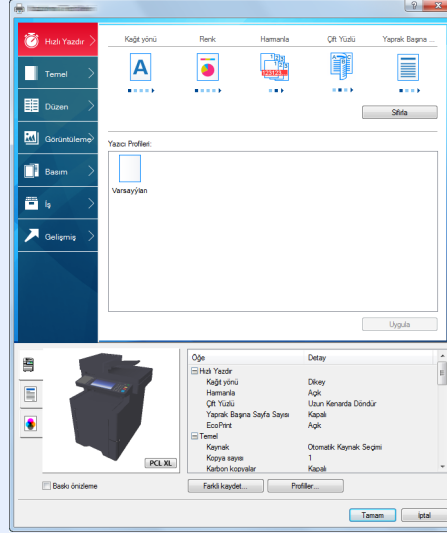 Hızlı Yazdır
Temel
Düzen
Görüntüleme
Basım
İş
Gelişmiş
Kağıt yönü
Renk
Harmanla
Çift Yüzlü
Yaprak Başına ...
A
123
123
Sıfırla
Yazıcı Profilleri:
Varsayýlan
Uygula
PCL XL
Baskı önizleme
Öğe Detay
Hızlı Yazdır
Kağıt yönü Dikey
Harmanla Açık
Çift Yüzlü Uzun Kenarda Döndür
Yaprak Başına Sayfa Sayısı Kapalı
EcoPrint Açık
Temel
Kaynak Otomatik Kaynak Seçimi
Kopya sayısı 1
Karbon kopyalar Kapalı
Farklı kaydet... Profiller...
Tamam İptal